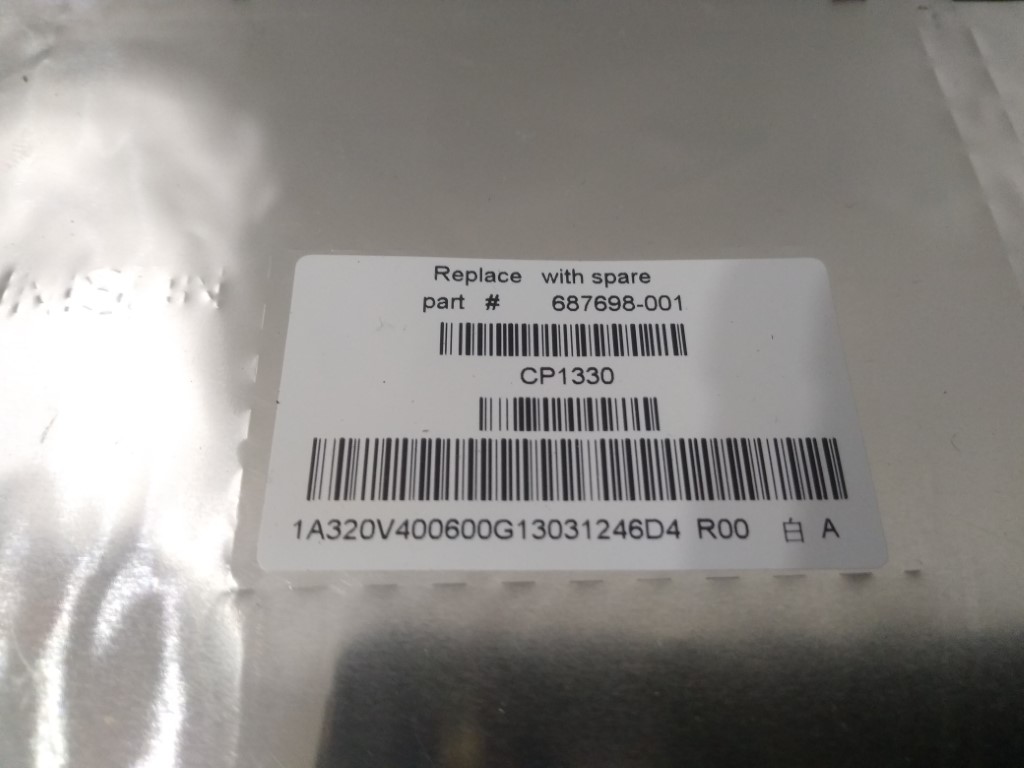 Replace with spare
part # 687698-001
CP1330
1A320V400600G13031246D4 R00 白 A